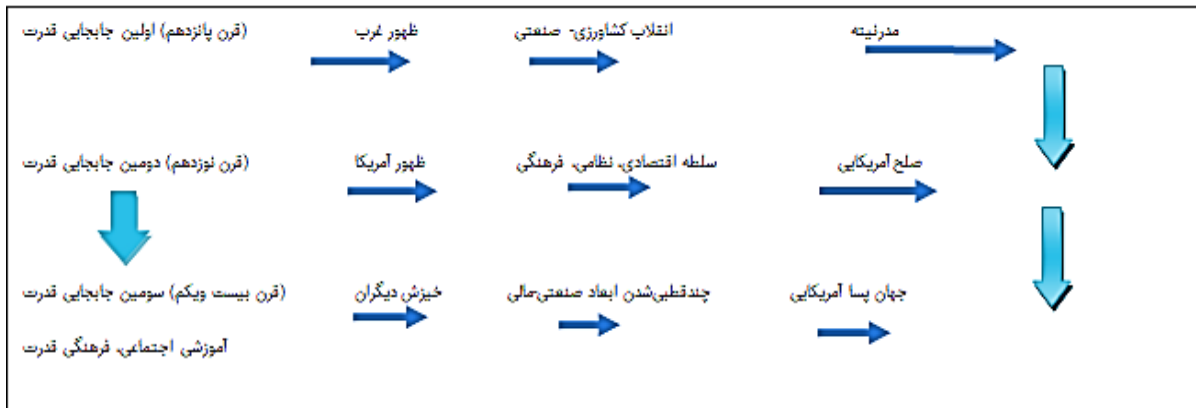 (قرن پانزدهم) اولین جابجایی قدرت ظهور غرب انقلاب کشاورزی- صنعتی مدرنیته
(قرن نوزدهم) دومین جابجایی قدرت ظهور آمریکا سلطه اقتصادی، نظامی، فرهنگی صلح آمریکایی
(قرن بیست ویکم) سومین جابجایی قدرت خیزش دیگران چندقطبی‌شدن ابعاد صنعتی-مالی جهان پسا آمریکایی
آموزشی اجتماعی، فرهنگی قدرت